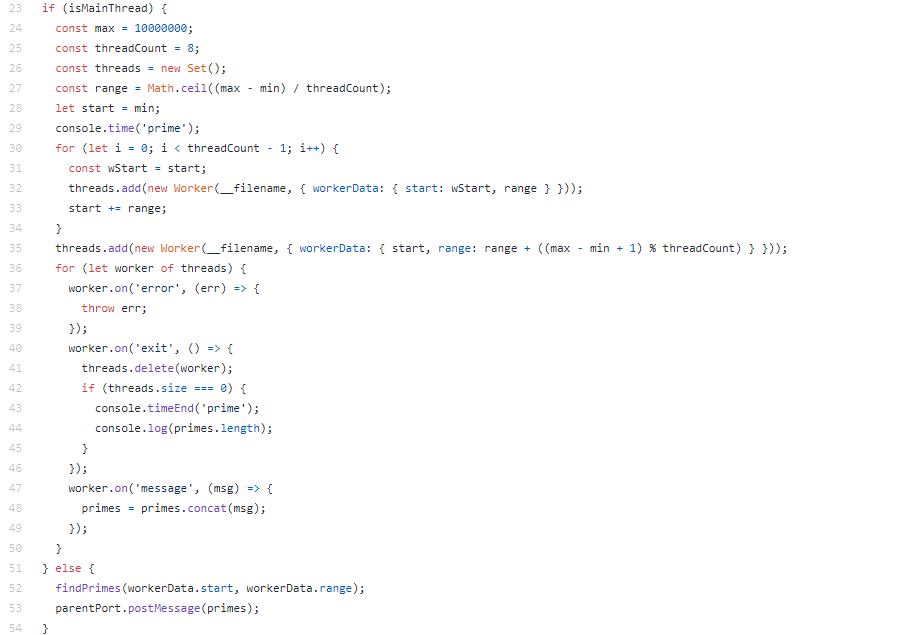 23 if (isMainThread) {
24   const max = 10000000;
25   const threadCount = 8;
26   const threads = new Set();
27   const range = Math.ceil((max - min) / threadCount);
28   let start = min;
29   console.time('prime');
30   for (let i = 0; i < threadCount - 1; i++) {
31     const wStart = start;
32     threads.add(new Worker(__filename, { workerData: { start: wStart, range } }));
33     start += range;
34   }
35   threads.add(new Worker(__filename, { workerData: { start, range: range + ((max - min + 1) % threadCount) } }));
36   for (let worker of threads) {
37     worker.on('error', (err) => {
38       throw err;
39     });
40     worker.on('exit', () => {
41       threads.delete(worker);
42       if (threads.size === 0) {
43         console.timeEnd('prime');
44         console.log(primes.length);
45       }
46     });
47     worker.on('message', (msg) => {
48       primes = primes.concat(msg);
49     });
50   }
51 } else {
52   findPrimes(workerData.start, workerData.range);
53   parentPort.postMessage(primes);
54 }